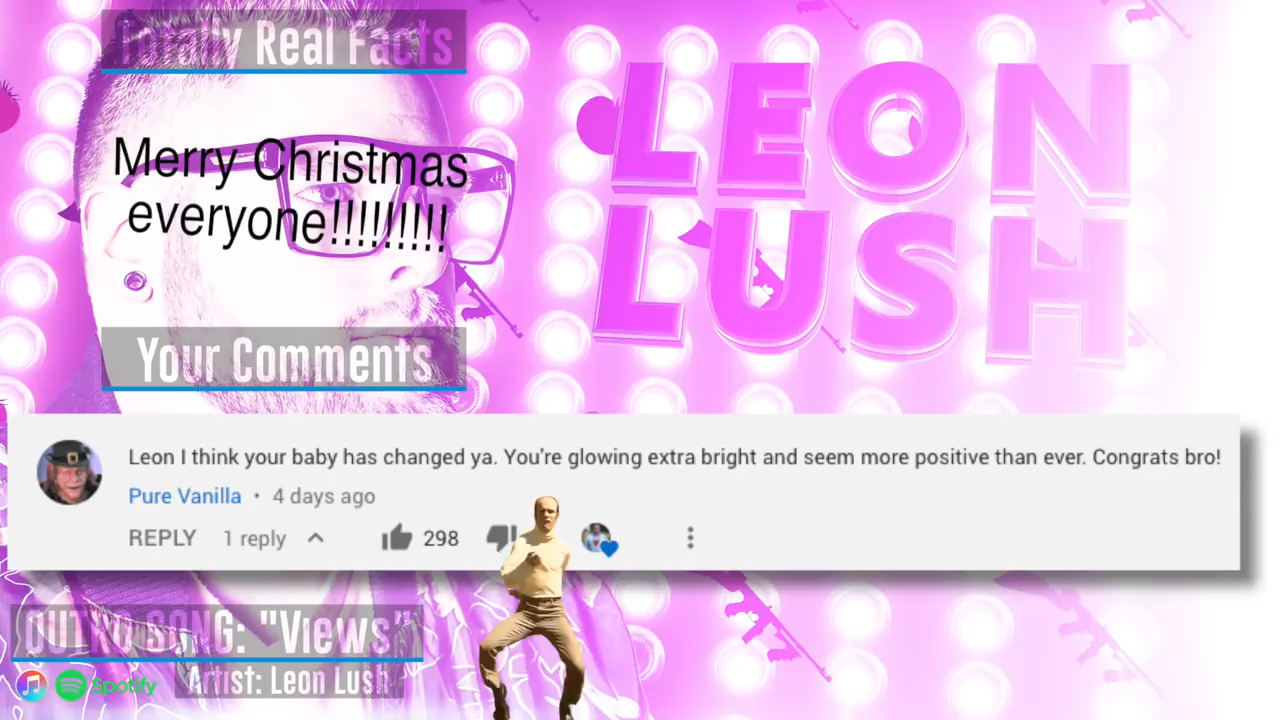 Totally Real Facts
LEON
LUSH
Merry Christmas
everyone!!!!!!!!!
Your Comments
Leon I think your baby has changed ya. You're glowing extra bright and seem more positive than ever. Congrats bro!
Pure Vanilla • 4 days ago
REPLY 1 reply 298
OUTRO SONG: "Views"
Spotify Artist: Leon Lush